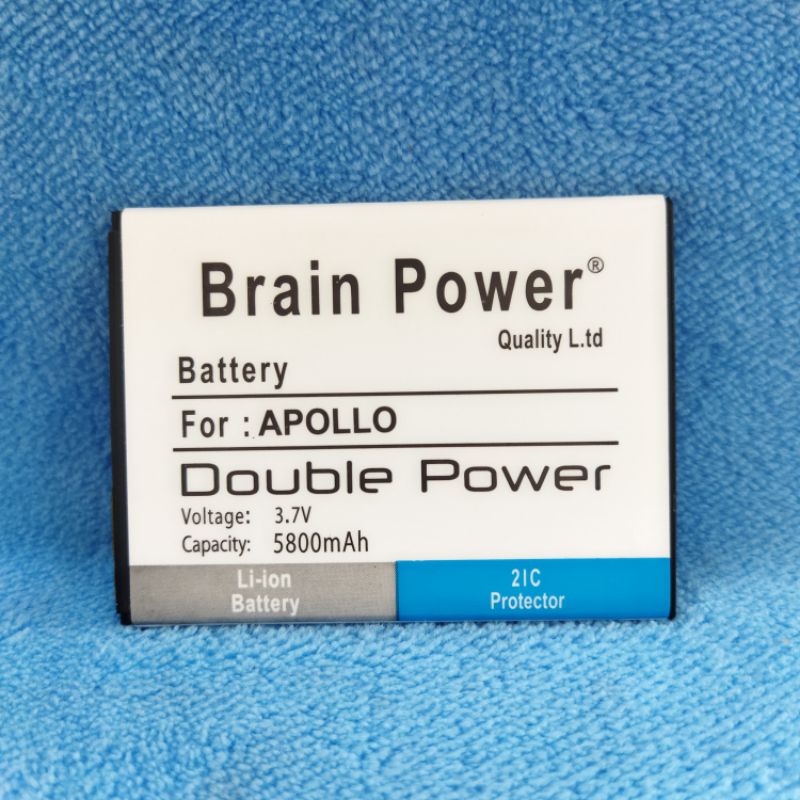 Brain Power®
Quality L.td
Battery
For : APOLLO
Double Power
Voltage: 3.7V
Capacity: 5800mAh
Li-ion
Battery
2IC
Protector